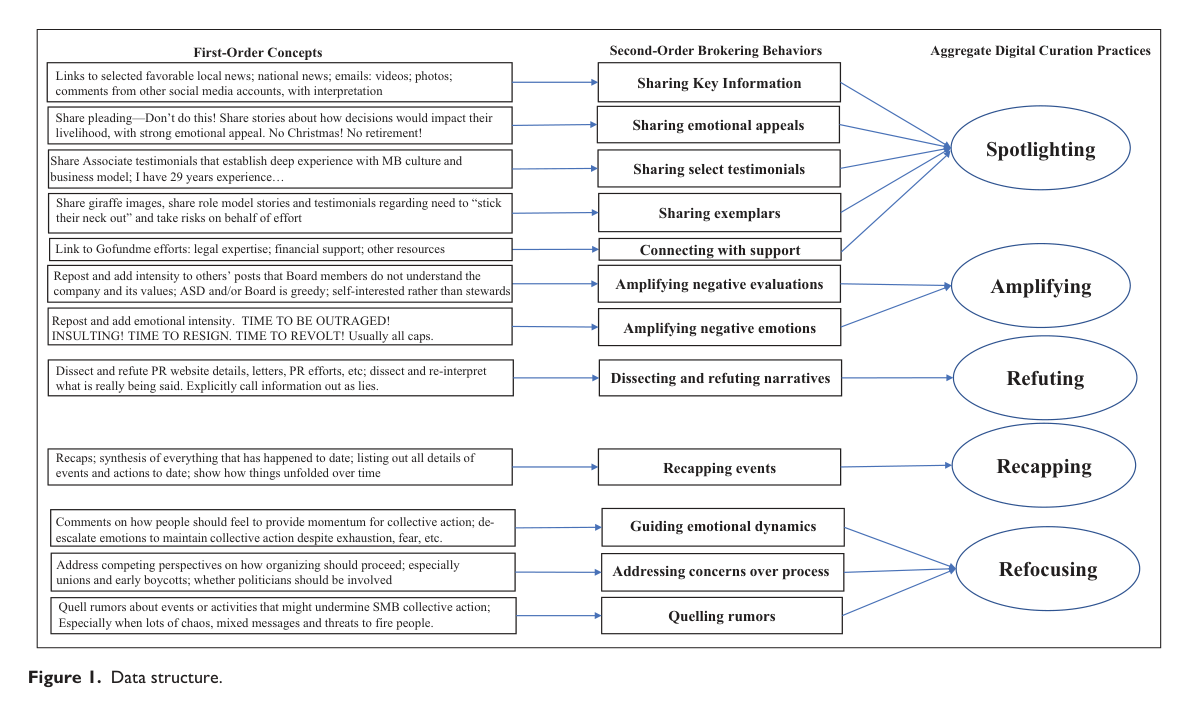 First-Order Concepts
Second-Order Brokering Behaviors
Aggregate Digital Curation Practices
Links to selected favorable local news; national news; emails: videos; photos;
comments from other social media accounts, with interpretation
Sharing Key Information
Share pleading—Don't do this! Share stories about how decisions would impact their
livelihood, with strong emotional appeal. No Christmas! No retirement!
Sharing emotional appeals
Spotlighting
Share Associate testimonials that establish deep experience with MB culture and
business model; I have 29 years experience…
Sharing select testimonials
Share giraffe images, share role model stories and testimonials regarding need to “stick
their neck out” and take risks on behalf of effort
Sharing exemplars
Link to Gofundme efforts: legal expertise; financial support; other resources
Connecting with support
Repost and add intensity to others' posts that Board members do not understand the
company and its values; ASD and/or Board is greedy; self-interested rather than stewards
Amplifying negative evaluations
Amplifying
Repost and add emotional intensity.  TIME TO BE OUTRAGED!
INSULTING! TIME TO RESIGN. TIME TO REVOLT! Usually all caps.
Amplifying negative emotions
Dissect and refute PR website details, letters, PR efforts, etc; dissect and re-interpret
what is really being said. Explicitly call information out as lies.
Dissecting and refuting narratives
Refuting
Recaps; synthesis of everything that has happened to date; listing out all details of
events and actions to date; show how things unfolded over time
Recapping events
Recapping
Comments on how people should feel to provide momentum for collective action; de-
escalate emotions to maintain collective action despite exhaustion, fear, etc.
Guiding emotional dynamics
Address competing perspectives on how organizing should proceed; especially
unions and early boycotts; whether politicians should be involved
Addressing concerns over process
Refocusing
Quell rumors about events or activities that might undermine SMB collective action;
Especially when lots of chaos, mixed messages and threats to fire people.
Quelling rumors
Figure 1. Data structure.